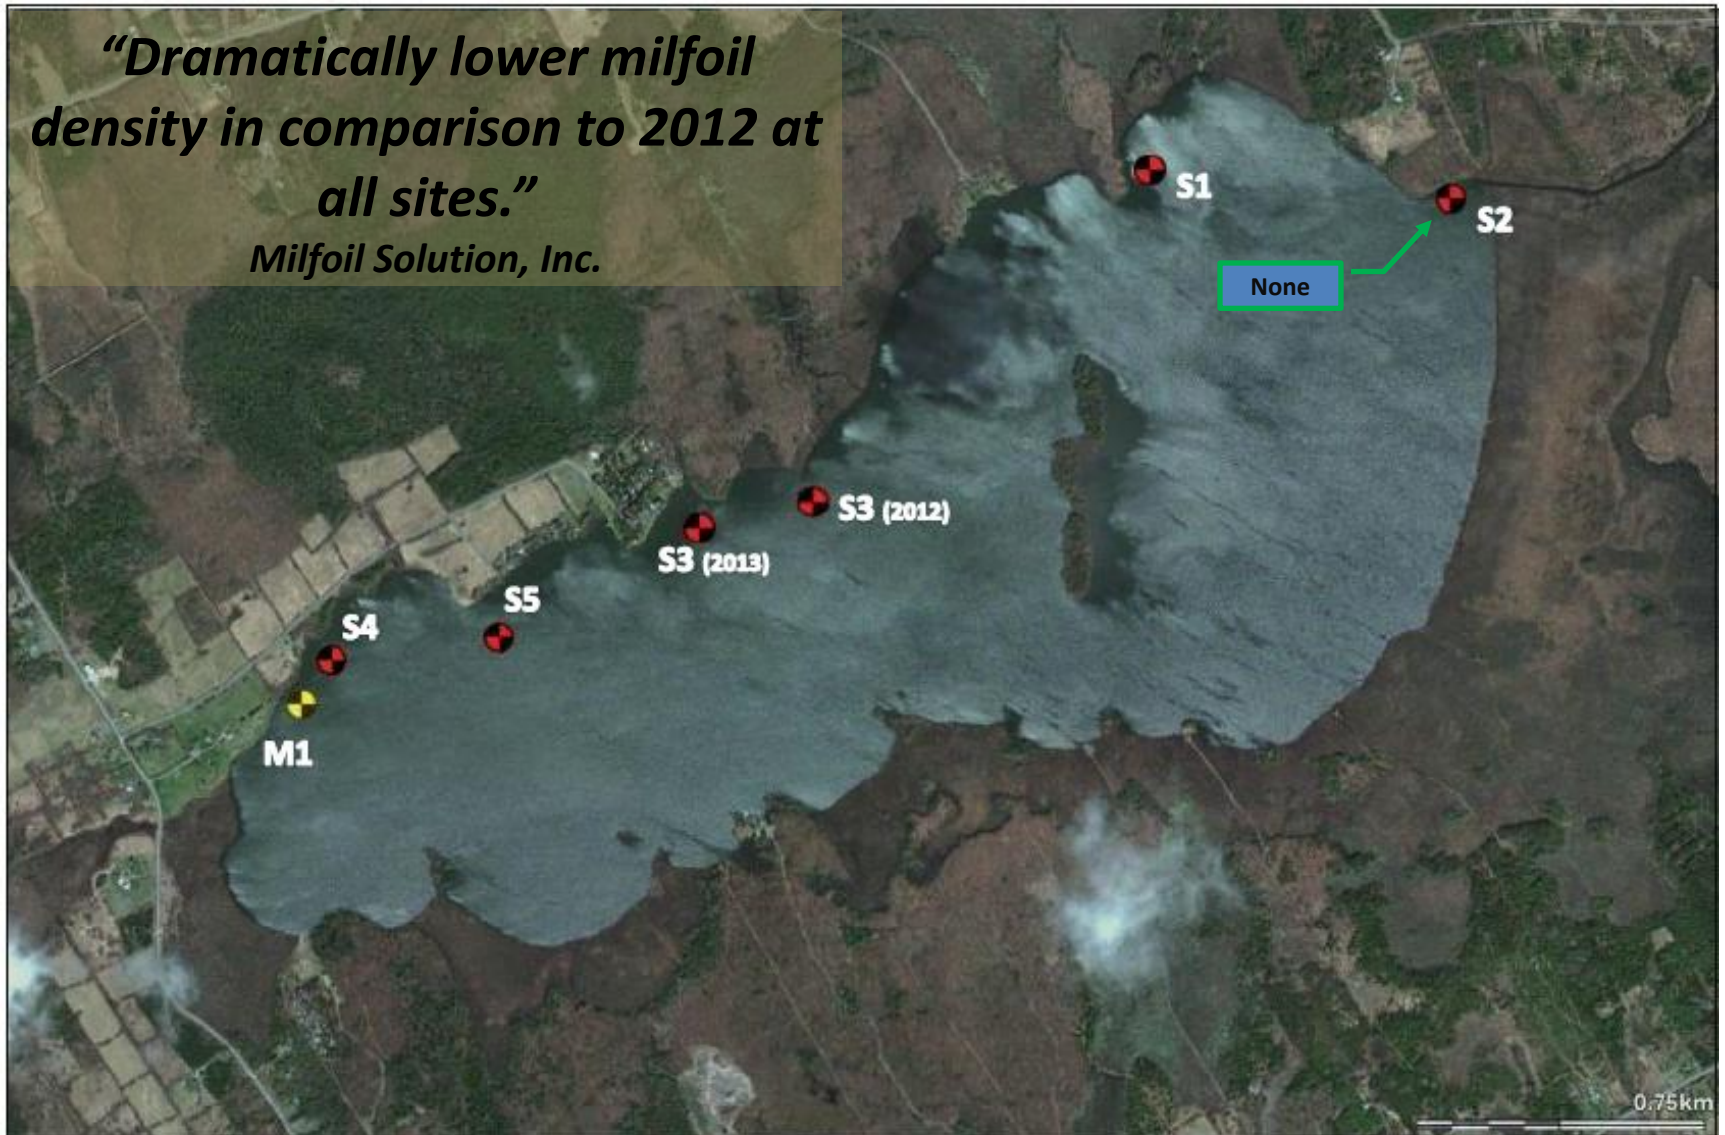 “Dramatically lower milfoil
density in comparison to 2012 at
all sites.”
Milfoil Solution, Inc.
S1
S2
None
S3 (2012)
S3 (2013)
S5
S4
M1
0.75km